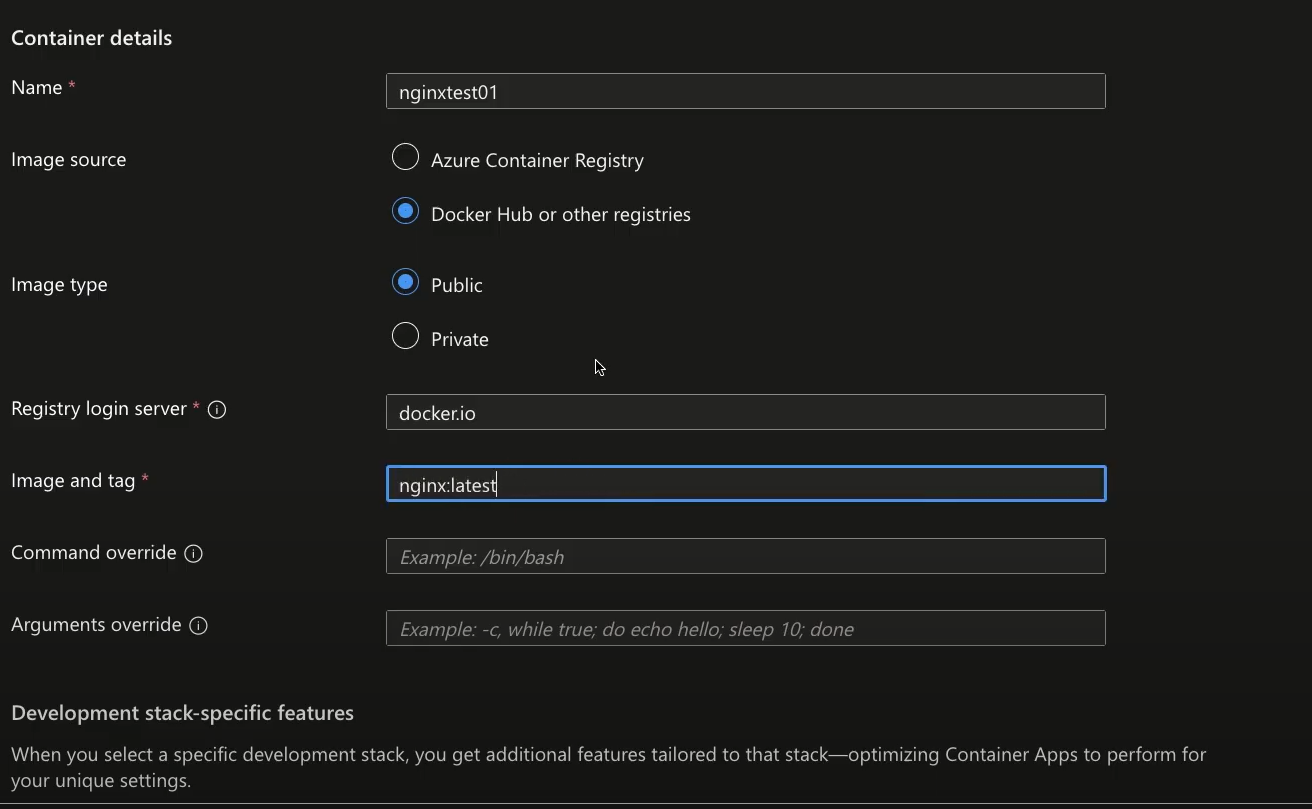 Container details
Name *
nginxtest01
Image source
Azure Container Registry
Docker Hub or other registries
Image type
Public
Private
Registry login server *
docker.io
Image and tag *
nginx:latest
Command override
Example: /bin/bash
Arguments override
Example: -c, while true; do echo hello; sleep 10; done
Development stack-specific features
When you select a specific development stack, you get additional features tailored to that stack—optimizing Container Apps to perform for
your unique settings.